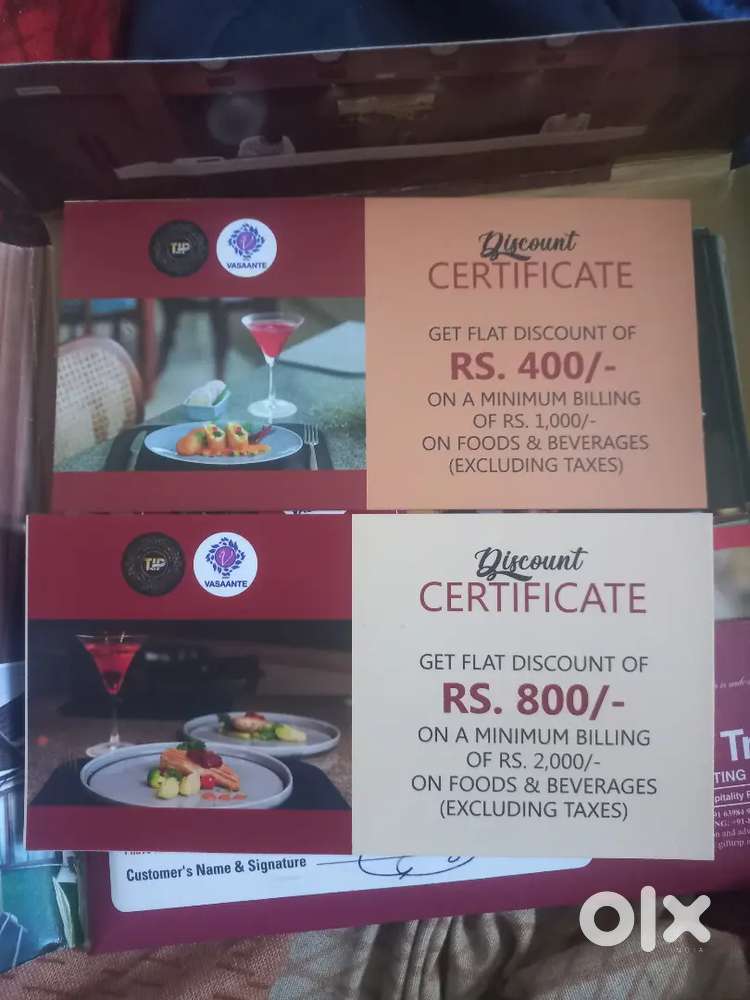 TJP
VASAANTE
Discount
CERTIFICATE
GET FLAT DISCOUNT OF
RS. 400/-
ON A MINIMUM BILLING
OF RS. 1,000/-
ON FOODS & BEVERAGES
(EXCLUDING TAXES)
VASAANTE
Discount
CERTIFICATE
GET FLAT DISCOUNT OF
RS. 800/-
ON A MINIMUM BILLING
OF RS. 2,000/-
ON FOODS & BEVERAGES
(EXCLUDING TAXES)
Customer's Name & Signature
olx
INDIA